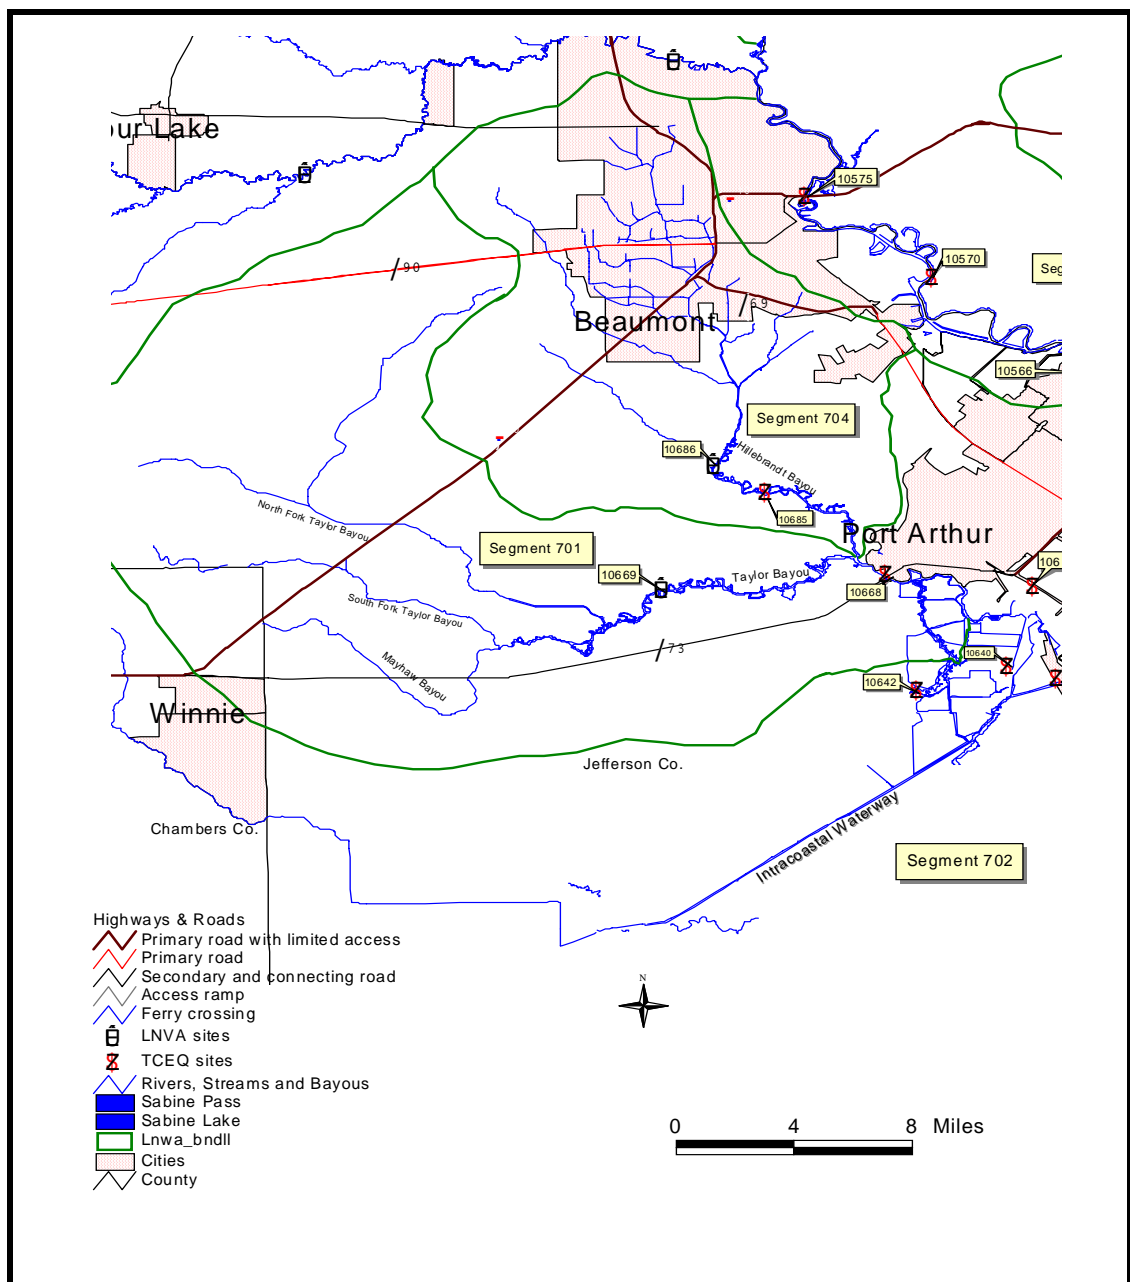 our Lake
10575
10570
Seg
90
69
Beaumont
10566
Segment 704
10686
Hillebrandt Bayou
10685
North Fork Taylor Bayou
Port Arthur
Segment 701
10669
Taylor Bayou
106
10668
South Fork Taylor Bayou
73
10640
Mayhaw Bayou
10642
Winnie
Jefferson Co.
Chambers Co.
Intracoastal Waterway
Segment 702
Highways & Roads
Primary road with limited access
Primary road
Secondary and connecting road
Access ramp
Ferry crossing
LNVA sites
TCEQ sites
Rivers, Streams and Bayous
Sabine Pass
Sabine Lake
Lnwa_bndll
Cities
County
N
0 4 8 Miles